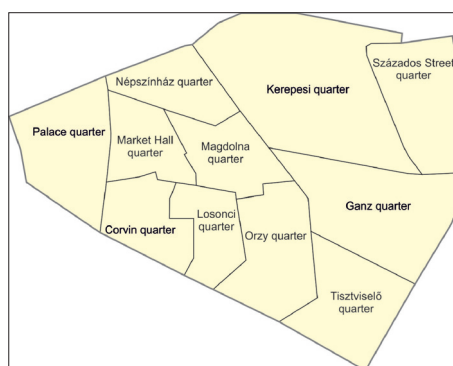 Százados Street
quarter
Népszínház quarter
Kerepesi quarter
Palace quarter
Market Hall
quarter
Magdolna
quarter
Ganz quarter
Losonci
quarter
Corvin quarter
Orzy quarter
Tisztviselő
quarter